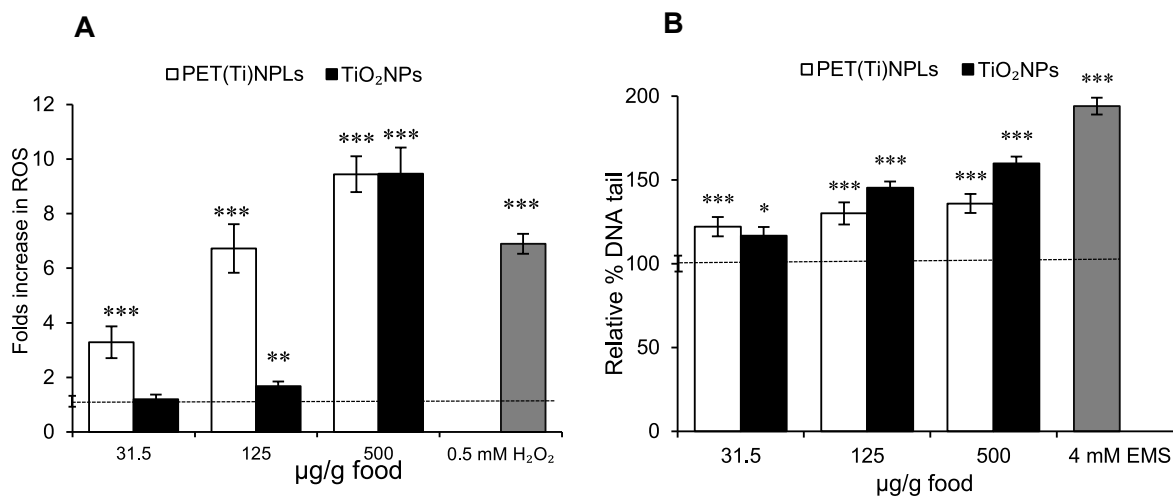 A
PET(Ti)NPLs TiO₂NPs
Folds increase in ROS
12
10
8
6
4
2
0
***
***
**
***
***
***
31.5 125 500 0.5 mM H₂O₂
µg/g food
B
PET(Ti)NPLs TiO₂NPs
Relative % DNA tail
200
150
100
50
0
***
*
***
***
***
***
***
31.5 125 500 4 mM EMS
µg/g food